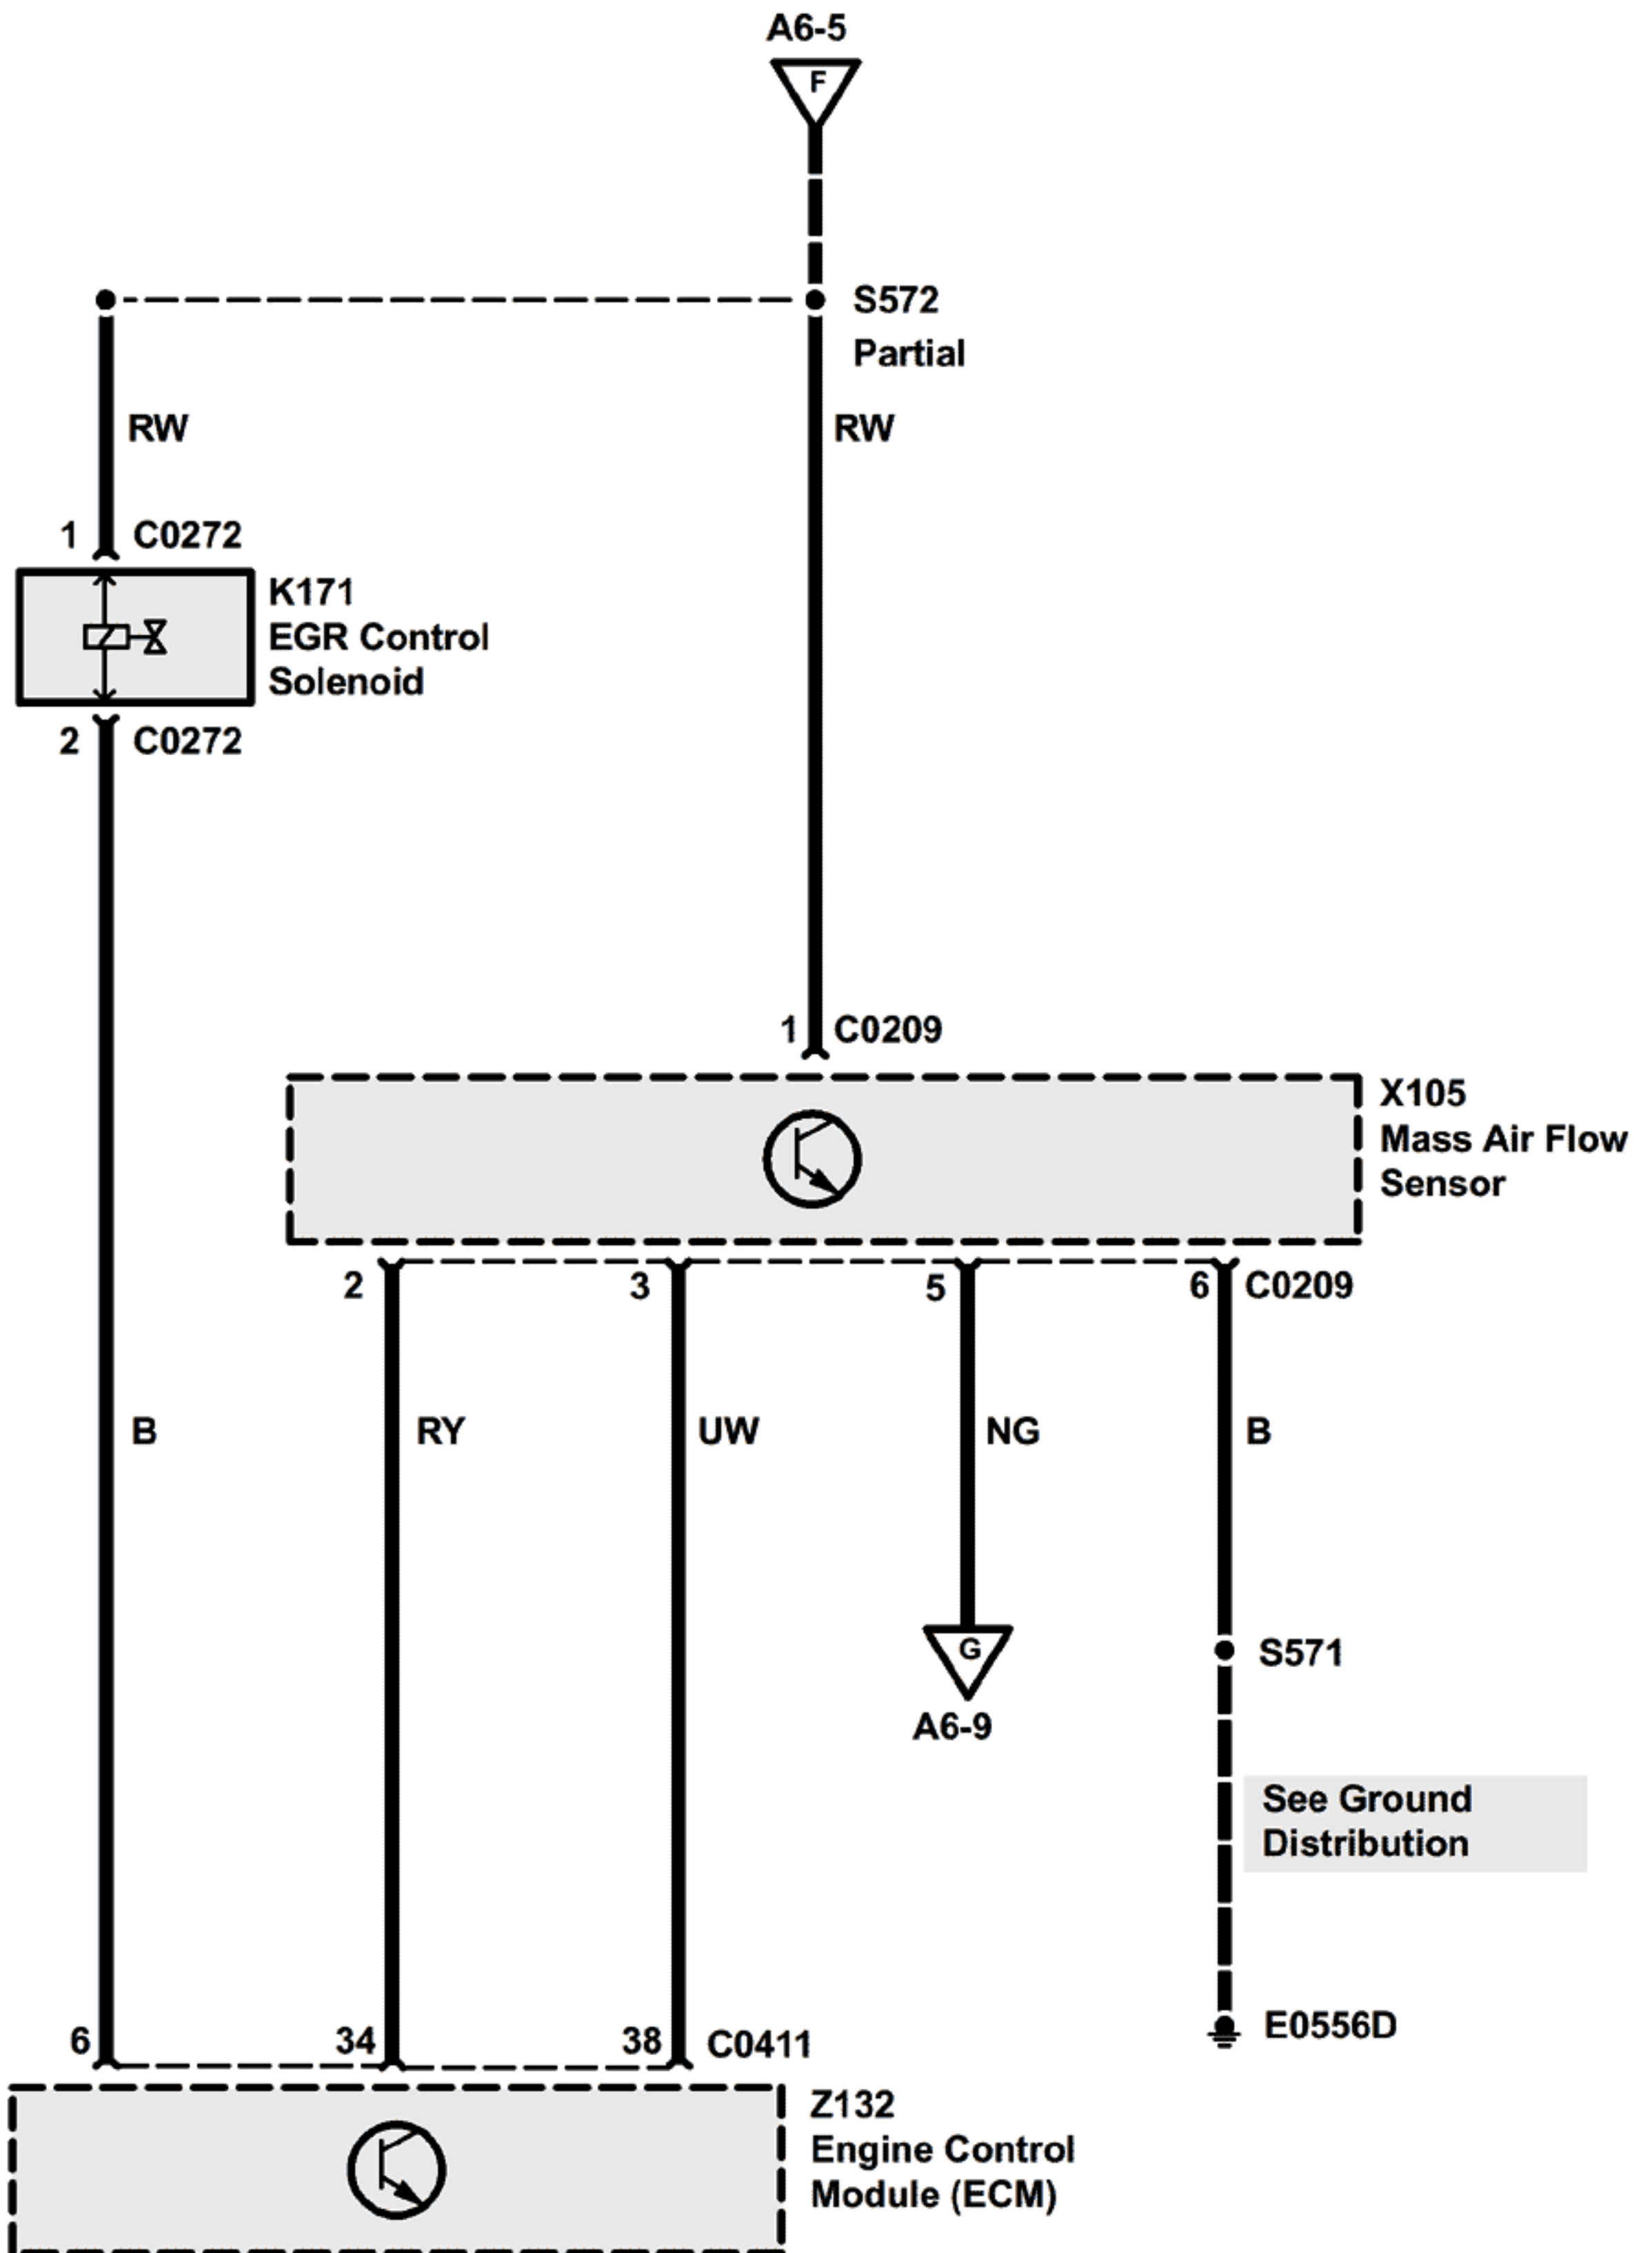 A6-5
F
S572
Partial
RW
RW
1 C0272
K171
EGR Control
Solenoid
2 C0272
1 C0209
X105
Mass Air Flow
Sensor
2 3 5 6 C0209
B RY UW NG B
G
A6-9
S571
See Ground
Distribution
E0556D
6 34 38 C0411
Z132
Engine Control
Module (ECM)